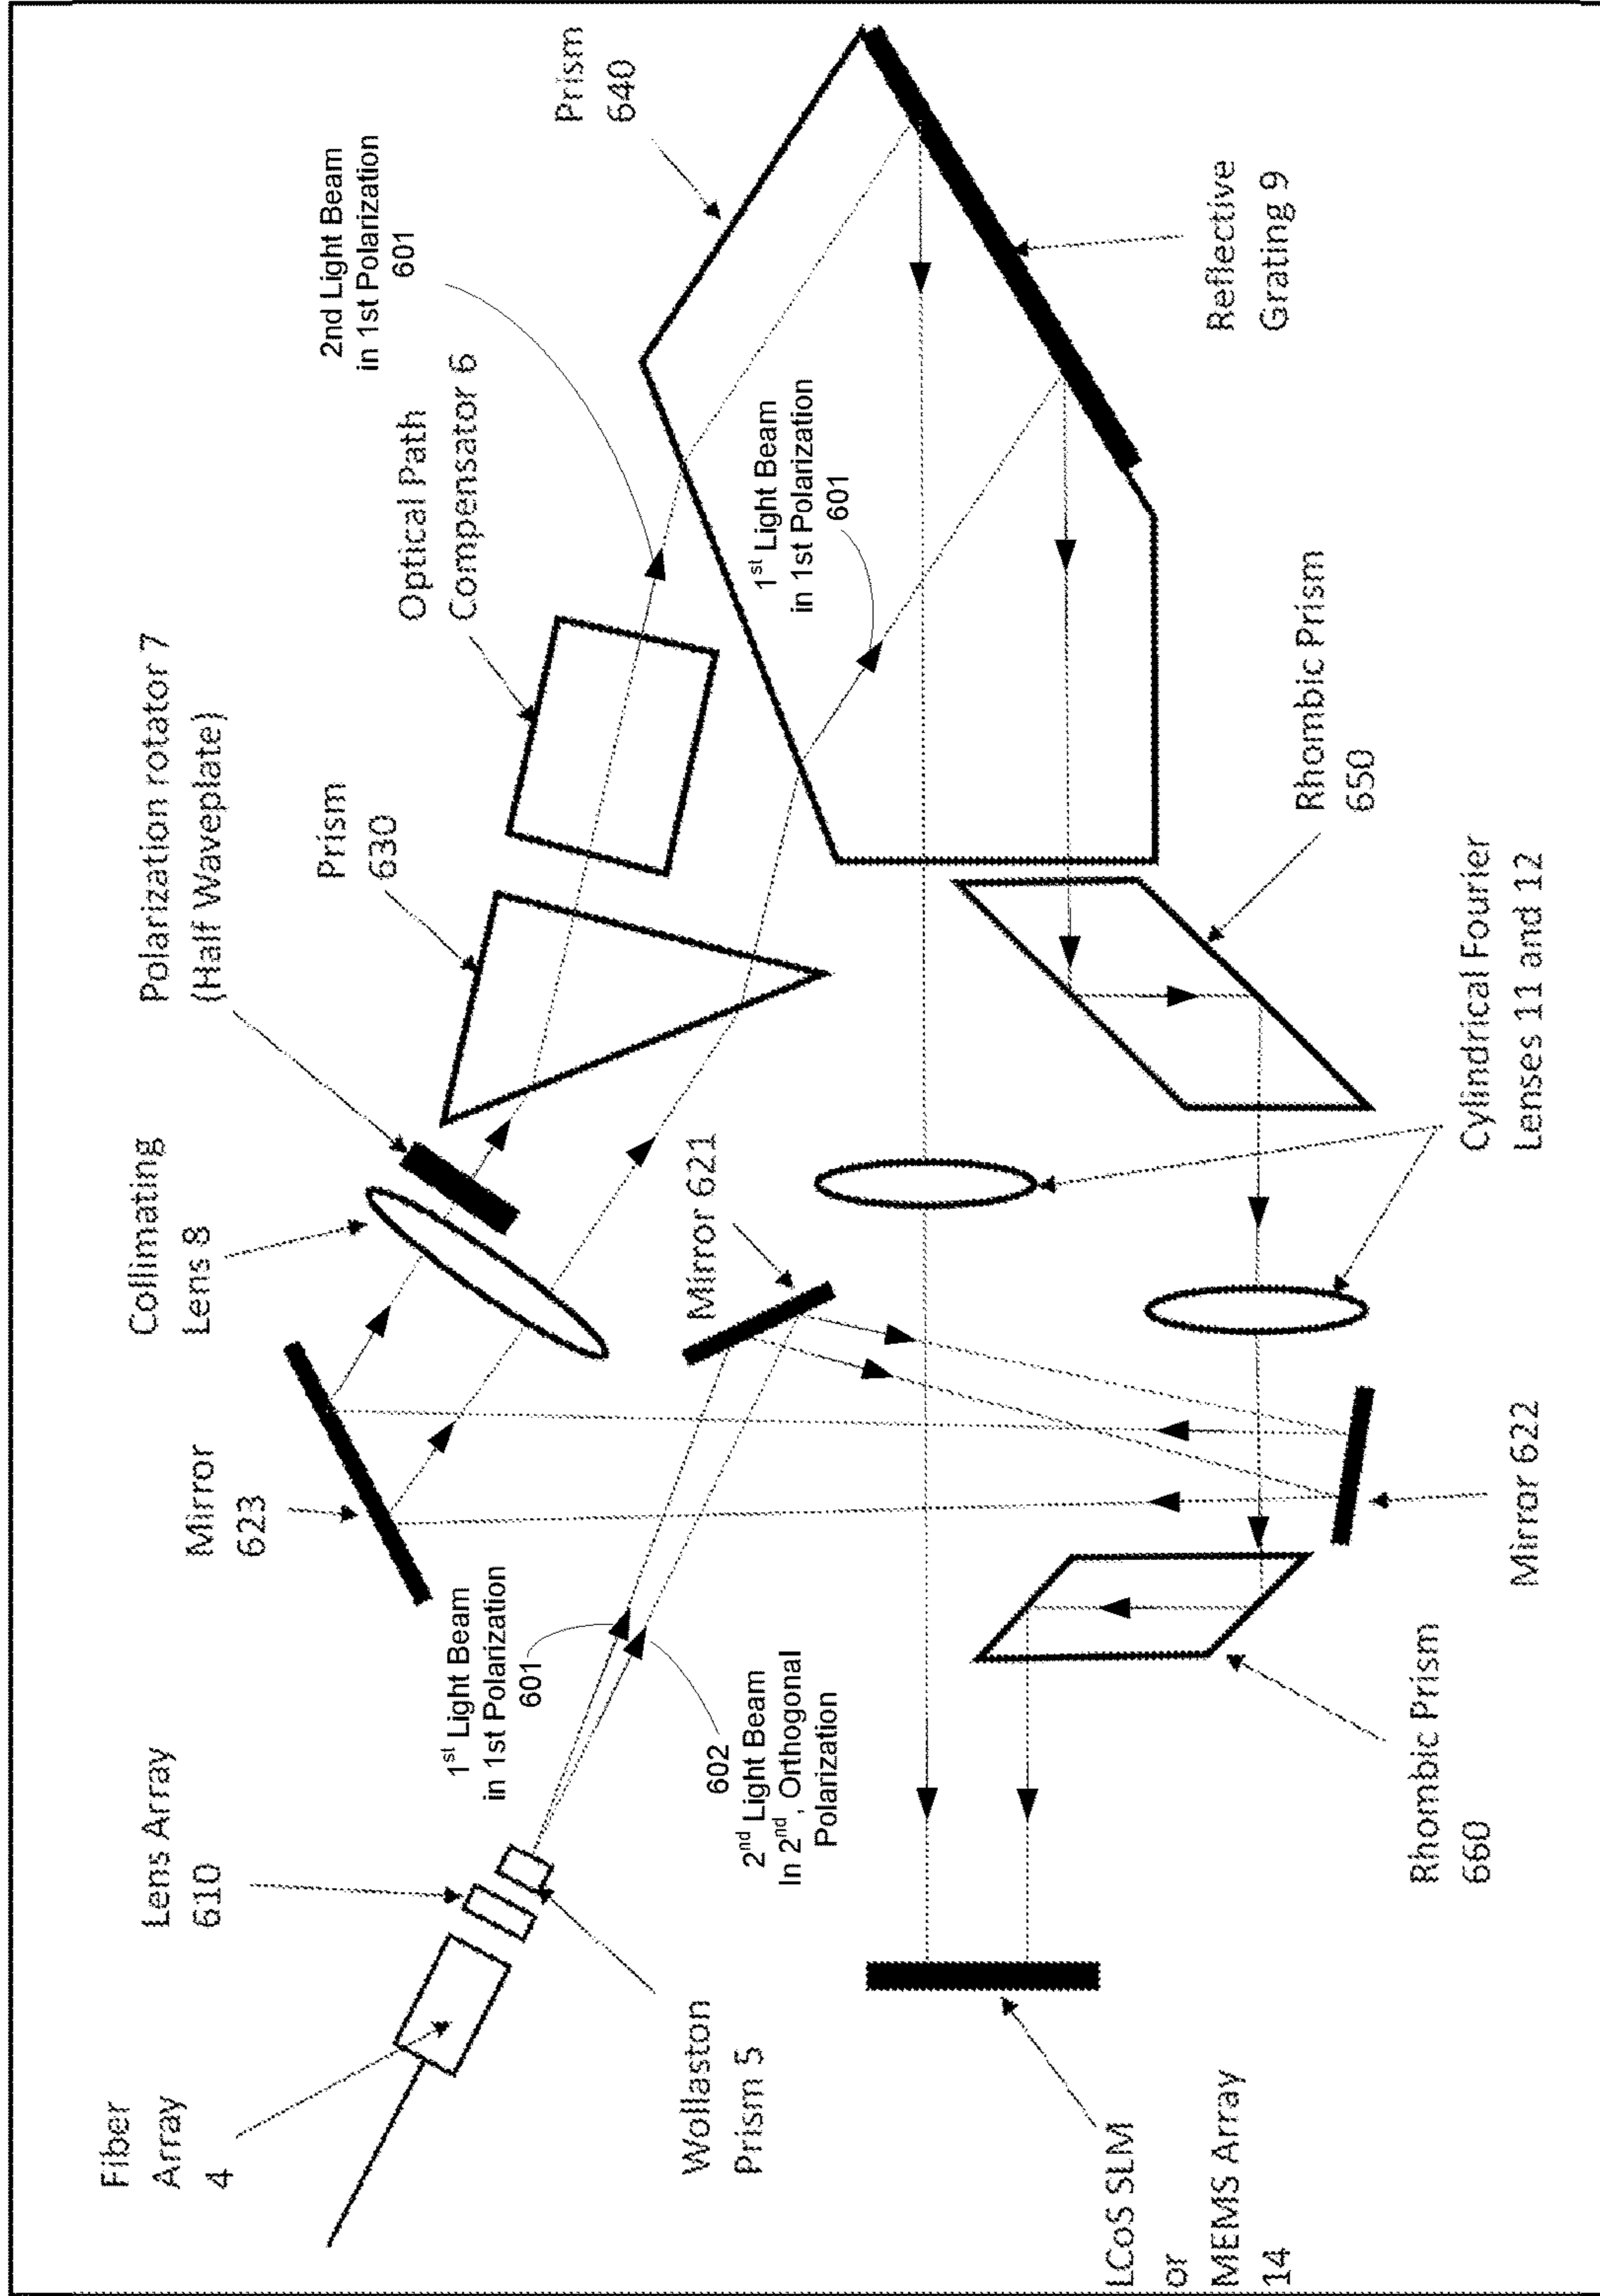 Fiber
Array
4
Lens Array
610
Wollaston
Prism 5
1st Light Beam
in 1st Polarization
601
602
2nd Light Beam
In 2nd, Orthogonal
Polarization
Mirror
623
Collimating
Lens 8
Polarization rotator 7
(Half Waveplate)
Prism
630
Optical Path
Compensator 6
2nd Light Beam
in 1st Polarization
601
Prism
640
Mirror 621
1st Light Beam
in 1st Polarization
601
Reflective
Grating 9
LCoS SLM
or
MEMS Array
14
Rhombic Prism
660
Mirror 622
Cylindrical Fourier
Lenses 11 and 12
Rhombic Prism
650